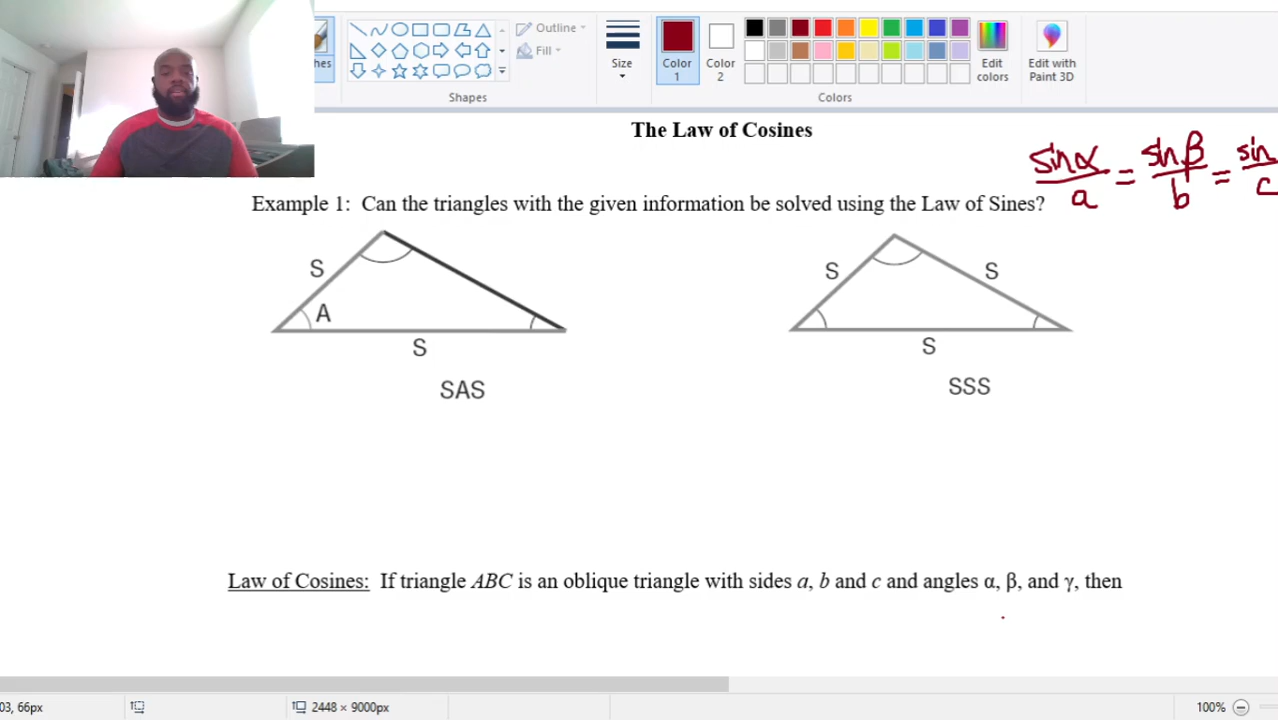 hes
Shapes
Outline
Fill
Size
Color 1
Color 2
Colors
Edit colors
Edit with Paint 3D
The Law of Cosines
sinα/a = sinβ/b = sin/c
Example 1: Can the triangles with the given information be solved using the Law of Sines?
S
A
S
SAS
S
S
S
SSS
Law of Cosines: If triangle ABC is an oblique triangle with sides a, b and c and angles α, β, and γ, then
03, 66px
2448 × 9000px
100%